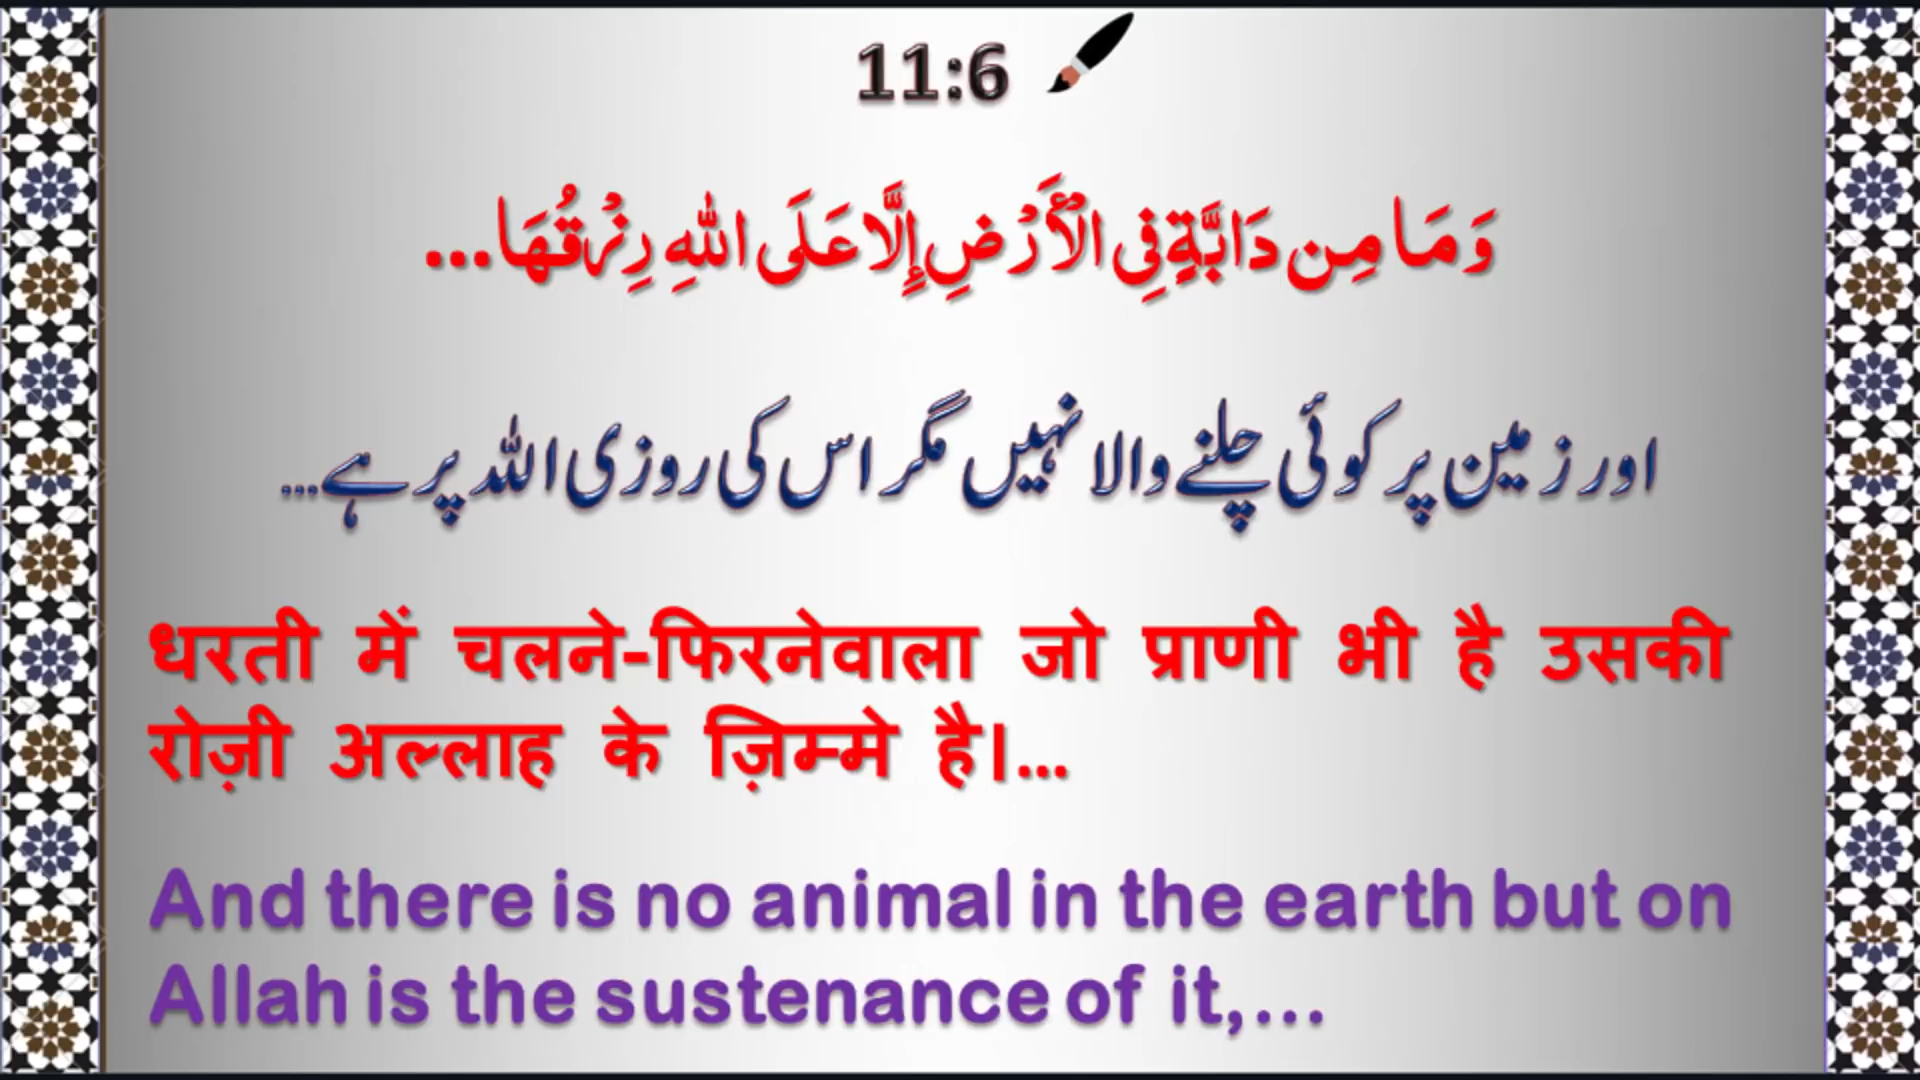 11:6
وَمَا مِن دَابَّةٍ فِي الْأَرْضِ إِلَّا عَلَى اللَّهِ رِزْقُهَا...
اور زمین پر کوئی چلنے والا نہیں مگر اس کی روزی اللہ پر ہے...
धरती में चलने-फिरनेवाला जो प्राणी भी है उसकी
रोज़ी अल्लाह के ज़िम्मे है।...
And there is no animal in the earth but on
Allah is the sustenance of it,...